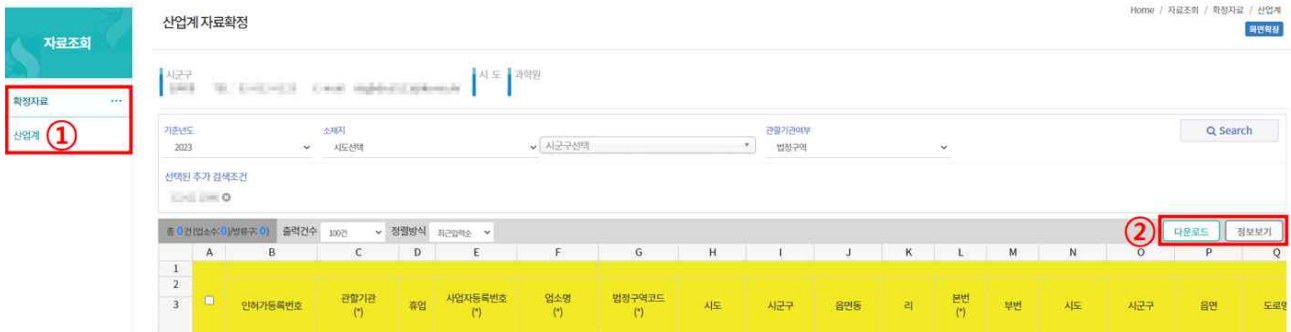 Home / 자료조회 / 확정자료 / 산업계
산업계 자료확정
화면확장
자료조회
확정자료 ...
산업계 ①
시군구
시 도
과학원
기준년도 소재지 관할기관여부
2023 시도선택 시군구선택 법정구역
Search
선택된 추가 검색조건
총 0건(업소수:0)/방류구:0) 출력건수 100건 정렬방식 최근입력순 ② 다운로드 정보보기
A B C D E F G H I J K L M N O P Q
1
2
3 인허가등록번호 관할기관(*) 휴업 사업자등록번호(*) 업소명(*) 법정구역코드(*) 시도 시군구 읍면동 리 본번(*) 부번 시도 시군구 읍면 도로명